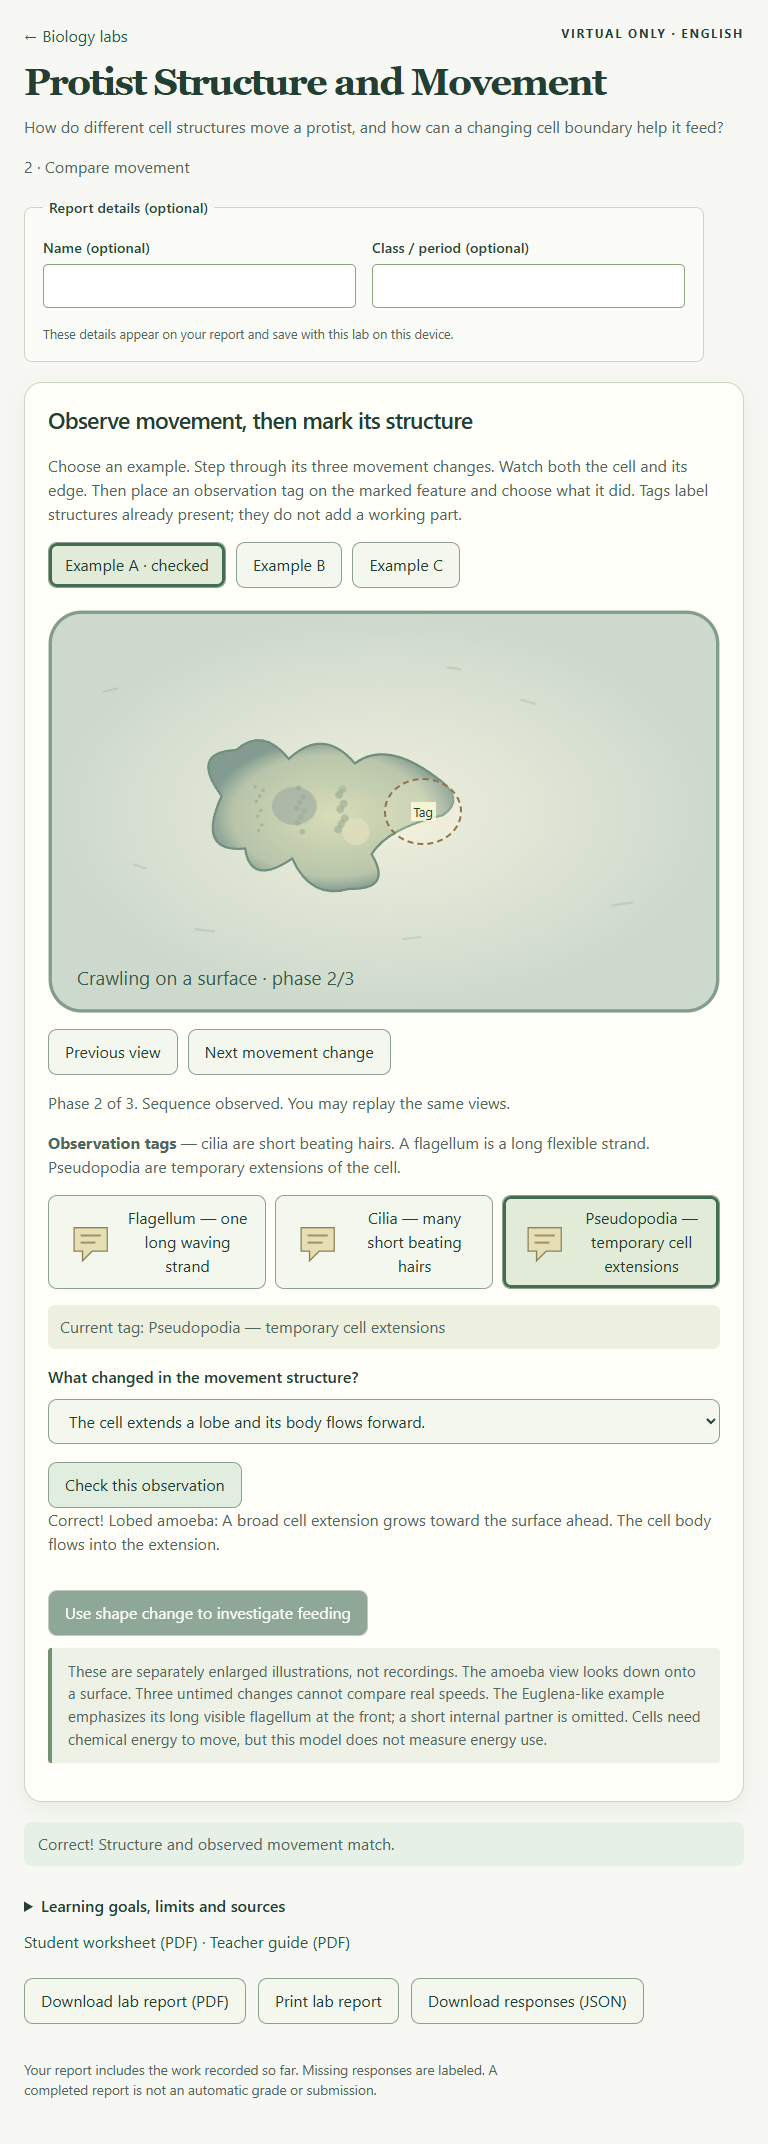 ← Biology labs
VIRTUAL ONLY · ENGLISH
Protist Structure and Movement
How do different cell structures move a protist, and how can a changing cell boundary help it feed?
2 · Compare movement
Report details (optional)
Name (optional)
Class / period (optional)
These details appear on your report and save with this lab on this device.
Observe movement, then mark its structure
Choose an example. Step through its three movement changes. Watch both the cell and its
edge. Then place an observation tag on the marked feature and choose what it did. Tags label
structures already present; they do not add a working part.
Example A · checked
Example B
Example C
Tag
Crawling on a surface · phase 2/3
Previous view
Next movement change
Phase 2 of 3. Sequence observed. You may replay the same views.
Observation tags — cilia are short beating hairs. A flagellum is a long flexible strand.
Pseudopodia are temporary extensions of the cell.
Flagellum — one
long waving
strand
Cilia — many
short beating
hairs
Pseudopodia —
temporary cell
extensions
Current tag: Pseudopodia — temporary cell extensions
What changed in the movement structure?
The cell extends a lobe and its body flows forward.
Check this observation
Correct! Lobed amoeba: A broad cell extension grows toward the surface ahead. The cell body
flows into the extension.
Use shape change to investigate feeding
These are separately enlarged illustrations, not recordings. The amoeba view looks down onto
a surface. Three untimed changes cannot compare real speeds. The Euglena-like example
emphasizes its long visible flagellum at the front; a short internal partner is omitted. Cells need
chemical energy to move, but this model does not measure energy use.
Correct! Structure and observed movement match.
▶ Learning goals, limits and sources
Student worksheet (PDF) · Teacher guide (PDF)
Download lab report (PDF)
Print lab report
Download responses (JSON)
Your report includes the work recorded so far. Missing responses are labeled. A
completed report is not an automatic grade or submission.